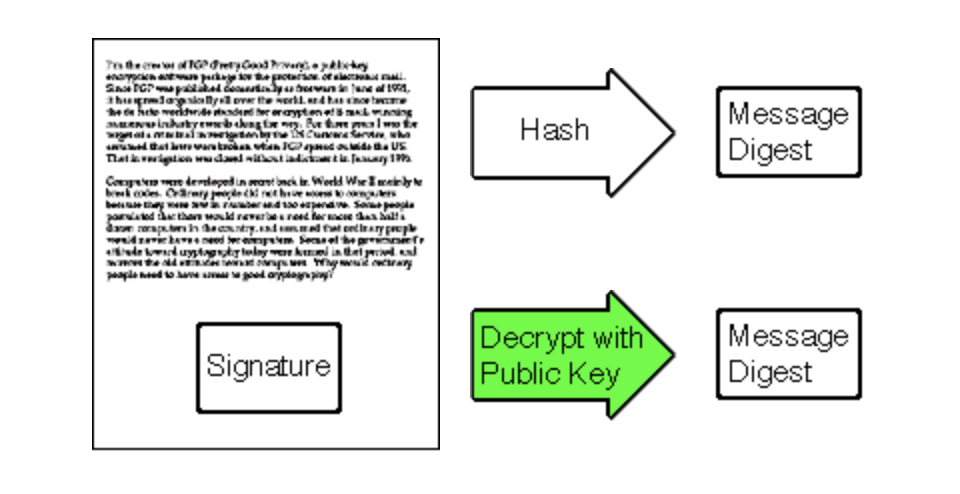 I'm the creator of PGP (Pretty Good Privacy), a public-key
encryption software package for the protection of electronic mail.
Since PGP was published domestically as freeware in June of 1991,
it has spread organically all over the world, and has since become
the de facto worldwide standard for encryption of E-mail, winning
numerous industry awards along the way. For three years I was the
target of a criminal investigation by the US Customs Service, who
assumed that laws were broken when PGP spread outside the US.
That investigation was closed without indictment in January 1996.
Computers were developed in secret back in World War II mainly to
break codes. Ordinary people did not have access to computers,
because they were few in number and too expensive. Some people
postulated that there would never be a need for more than half a
dozen computers in the country, and assumed that ordinary people
would never have a need for computers. Some of the government's
attitude toward cryptography today were formed in that period, and
mirrors the old attitudes toward computers. Why would ordinary
people need to have access to good cryptography?
Signature
Hash
Message
Digest
Decrypt with
Public Key
Message
Digest